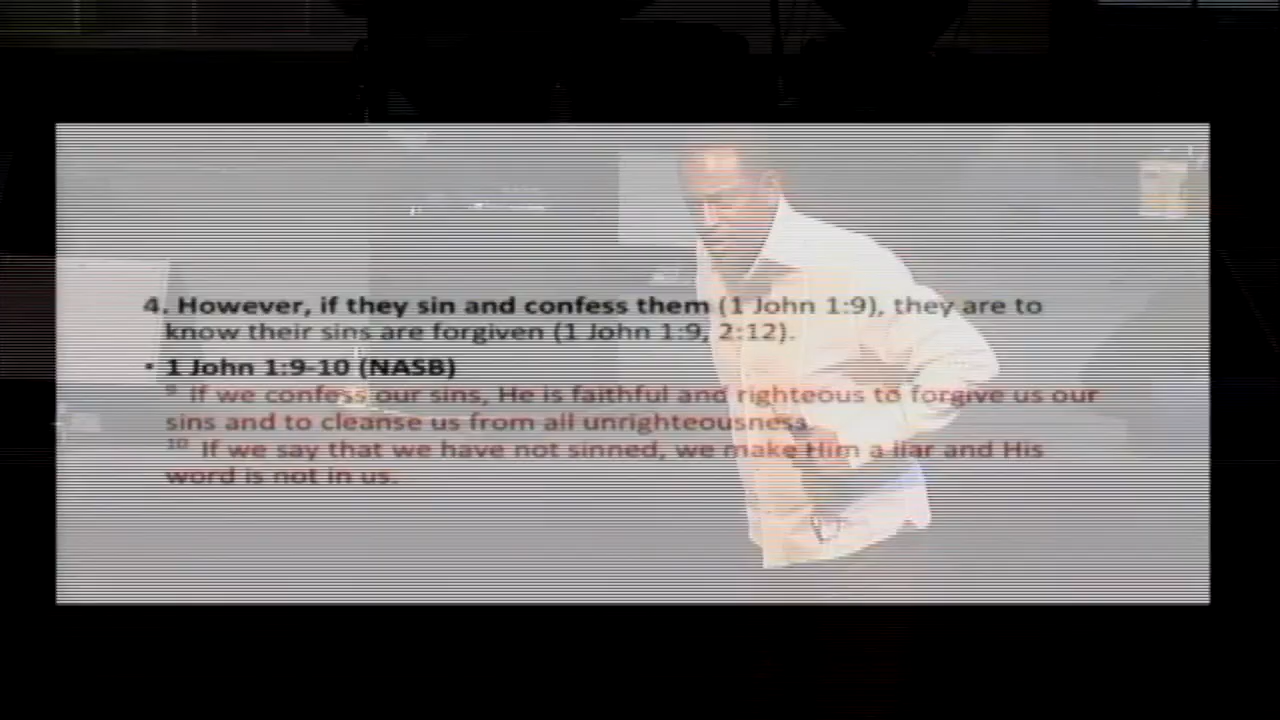 4. However, if they sin and confess them (1 John 1:9), they are to
know their sins are forgiven (1 John 1:9, 2:12).
• 1 John 1:9-10 (NASB)
9 If we confess our sins, He is faithful and righteous to forgive us our
sins and to cleanse us from all unrighteousness.
10 If we say that we have not sinned, we make Him a liar and His
word is not in us.